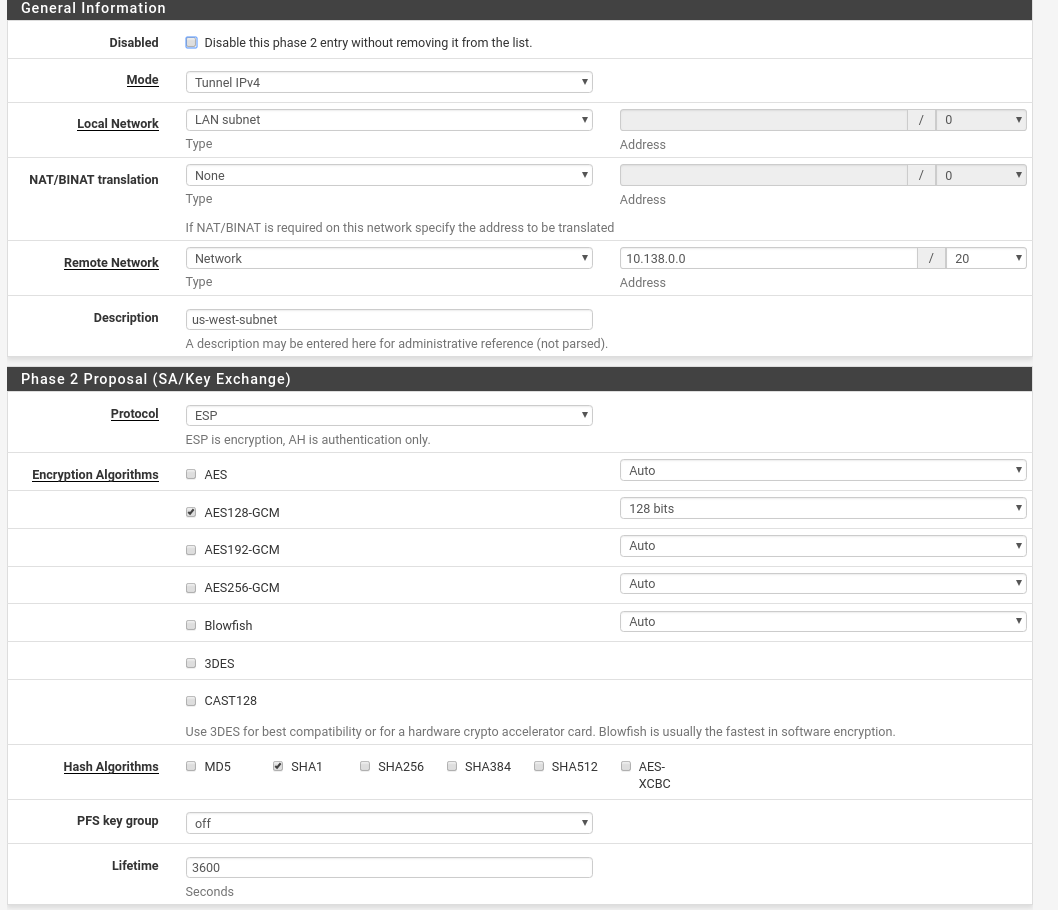 General Information
Disabled Disable this phase 2 entry without removing it from the list.
Mode Tunnel IPv4
Local Network LAN subnet / 0
Type Address
NAT/BINAT translation None / 0
Type Address
If NAT/BINAT is required on this network specify the address to be translated
Remote Network Network 10.138.0.0 / 20
Type Address
Description us-west-subnet
A description may be entered here for administrative reference (not parsed).
Phase 2 Proposal (SA/Key Exchange)
Protocol ESP
ESP is encryption, AH is authentication only.
Encryption Algorithms AES Auto
AES128-GCM 128 bits
AES192-GCM Auto
AES256-GCM Auto
Blowfish Auto
3DES
CAST128
Use 3DES for best compatibility or for a hardware crypto accelerator card. Blowfish is usually the fastest in software encryption.
Hash Algorithms MD5 SHA1 SHA256 SHA384 SHA512 AES-
XCBC
PFS key group off
Lifetime 3600
Seconds